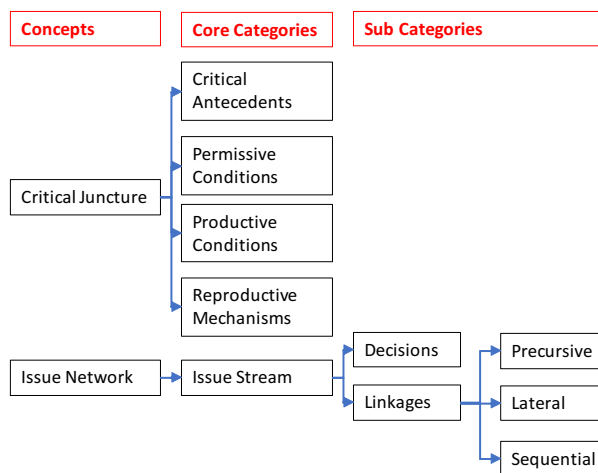 Concepts
Core Categories
Sub Categories
Critical
Antecedents
Permissive
Conditions
Critical Juncture
Productive
Conditions
Reproductive
Mechanisms
Issue Network
Issue Stream
Decisions
Linkages
Precursive
Lateral
Sequential